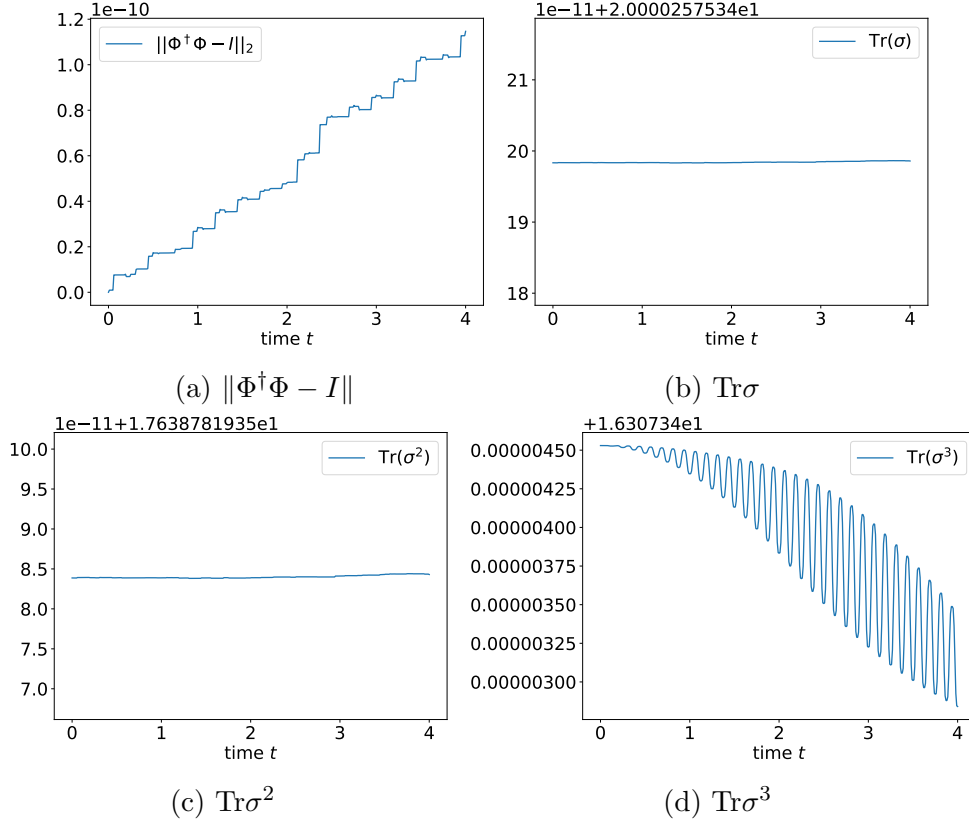 1e-10
1.2
1.0
0.8
0.6
0.4
0.2
0.0
||Φ†Φ − I||₂
0 1 2 3 4
time t
(a) ‖Φ†Φ − I‖
1e-11+2.0000257534e1
21
20
19
18
Tr(σ)
0 1 2 3 4
time t
(b) Trσ
1e-11+1.7638781935e1
10.0
9.5
9.0
8.5
8.0
7.5
7.0
Tr(σ²)
0 1 2 3 4
time t
(c) Trσ²
+1.630734e1
0.00000450
0.00000425
0.00000400
0.00000375
0.00000350
0.00000325
0.00000300
Tr(σ³)
0 1 2 3 4
time t
(d) Trσ³